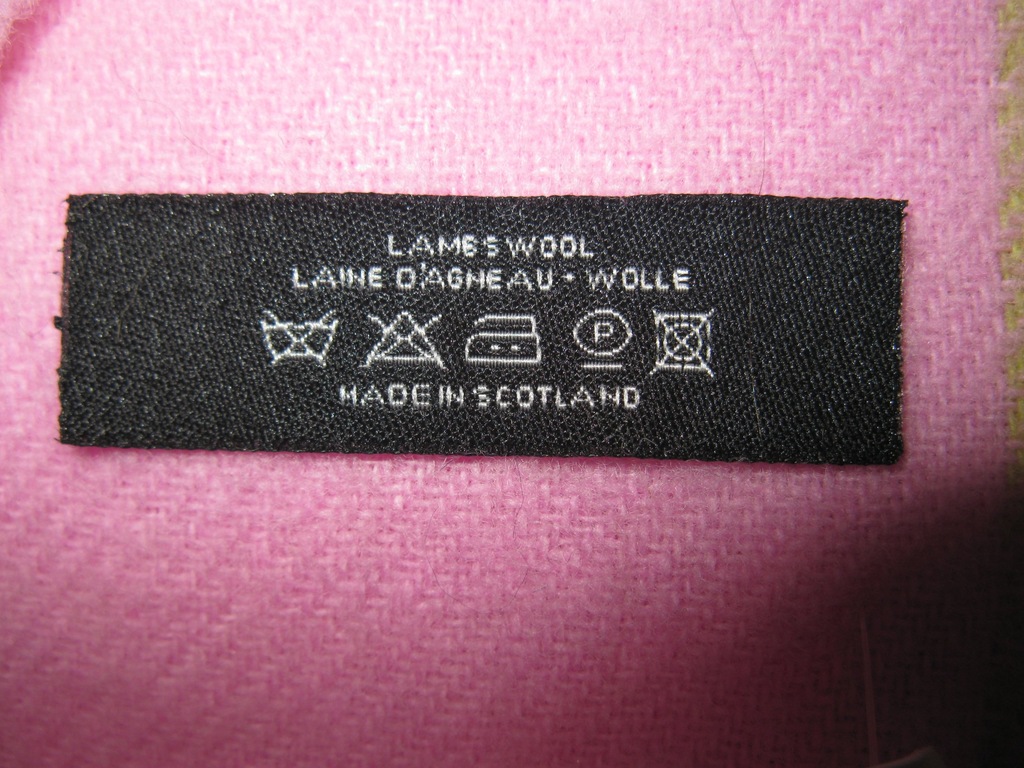 LAMBSWOOL
LAINE D'AGNEAU • WOLLE
P
MADE IN SCOTLAND